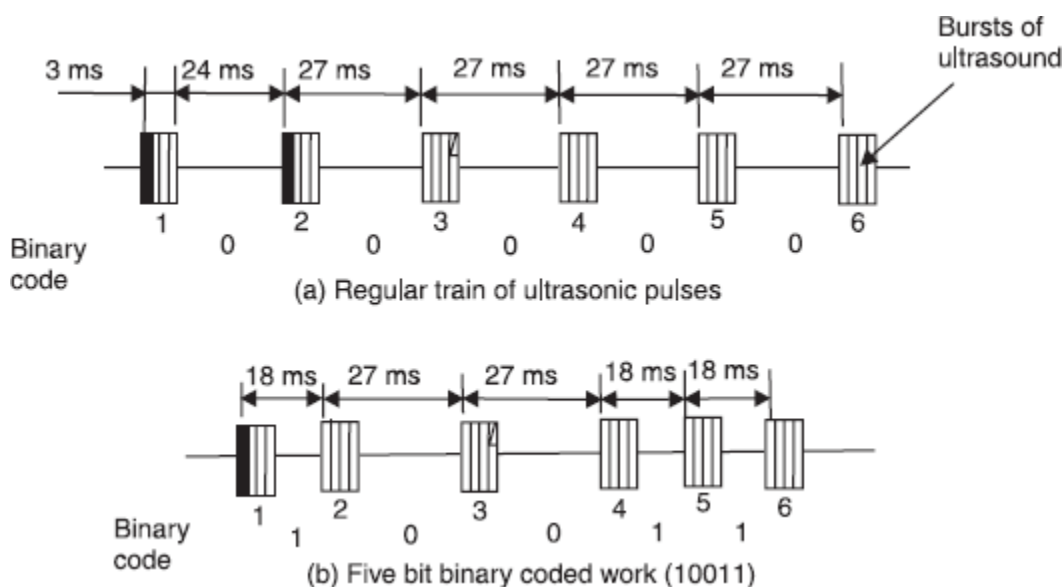 Bursts of
ultrasound
3 ms 24 ms 27 ms 27 ms 27 ms 27 ms
1 2 3 4 5 6
Binary
code
0 0 0 0 0
(a) Regular train of ultrasonic pulses
18 ms 27 ms 27 ms 18 ms 18 ms
1 2 3 4 5 6
Binary
code
1 0 0 1 1
(b) Five bit binary coded work (10011)